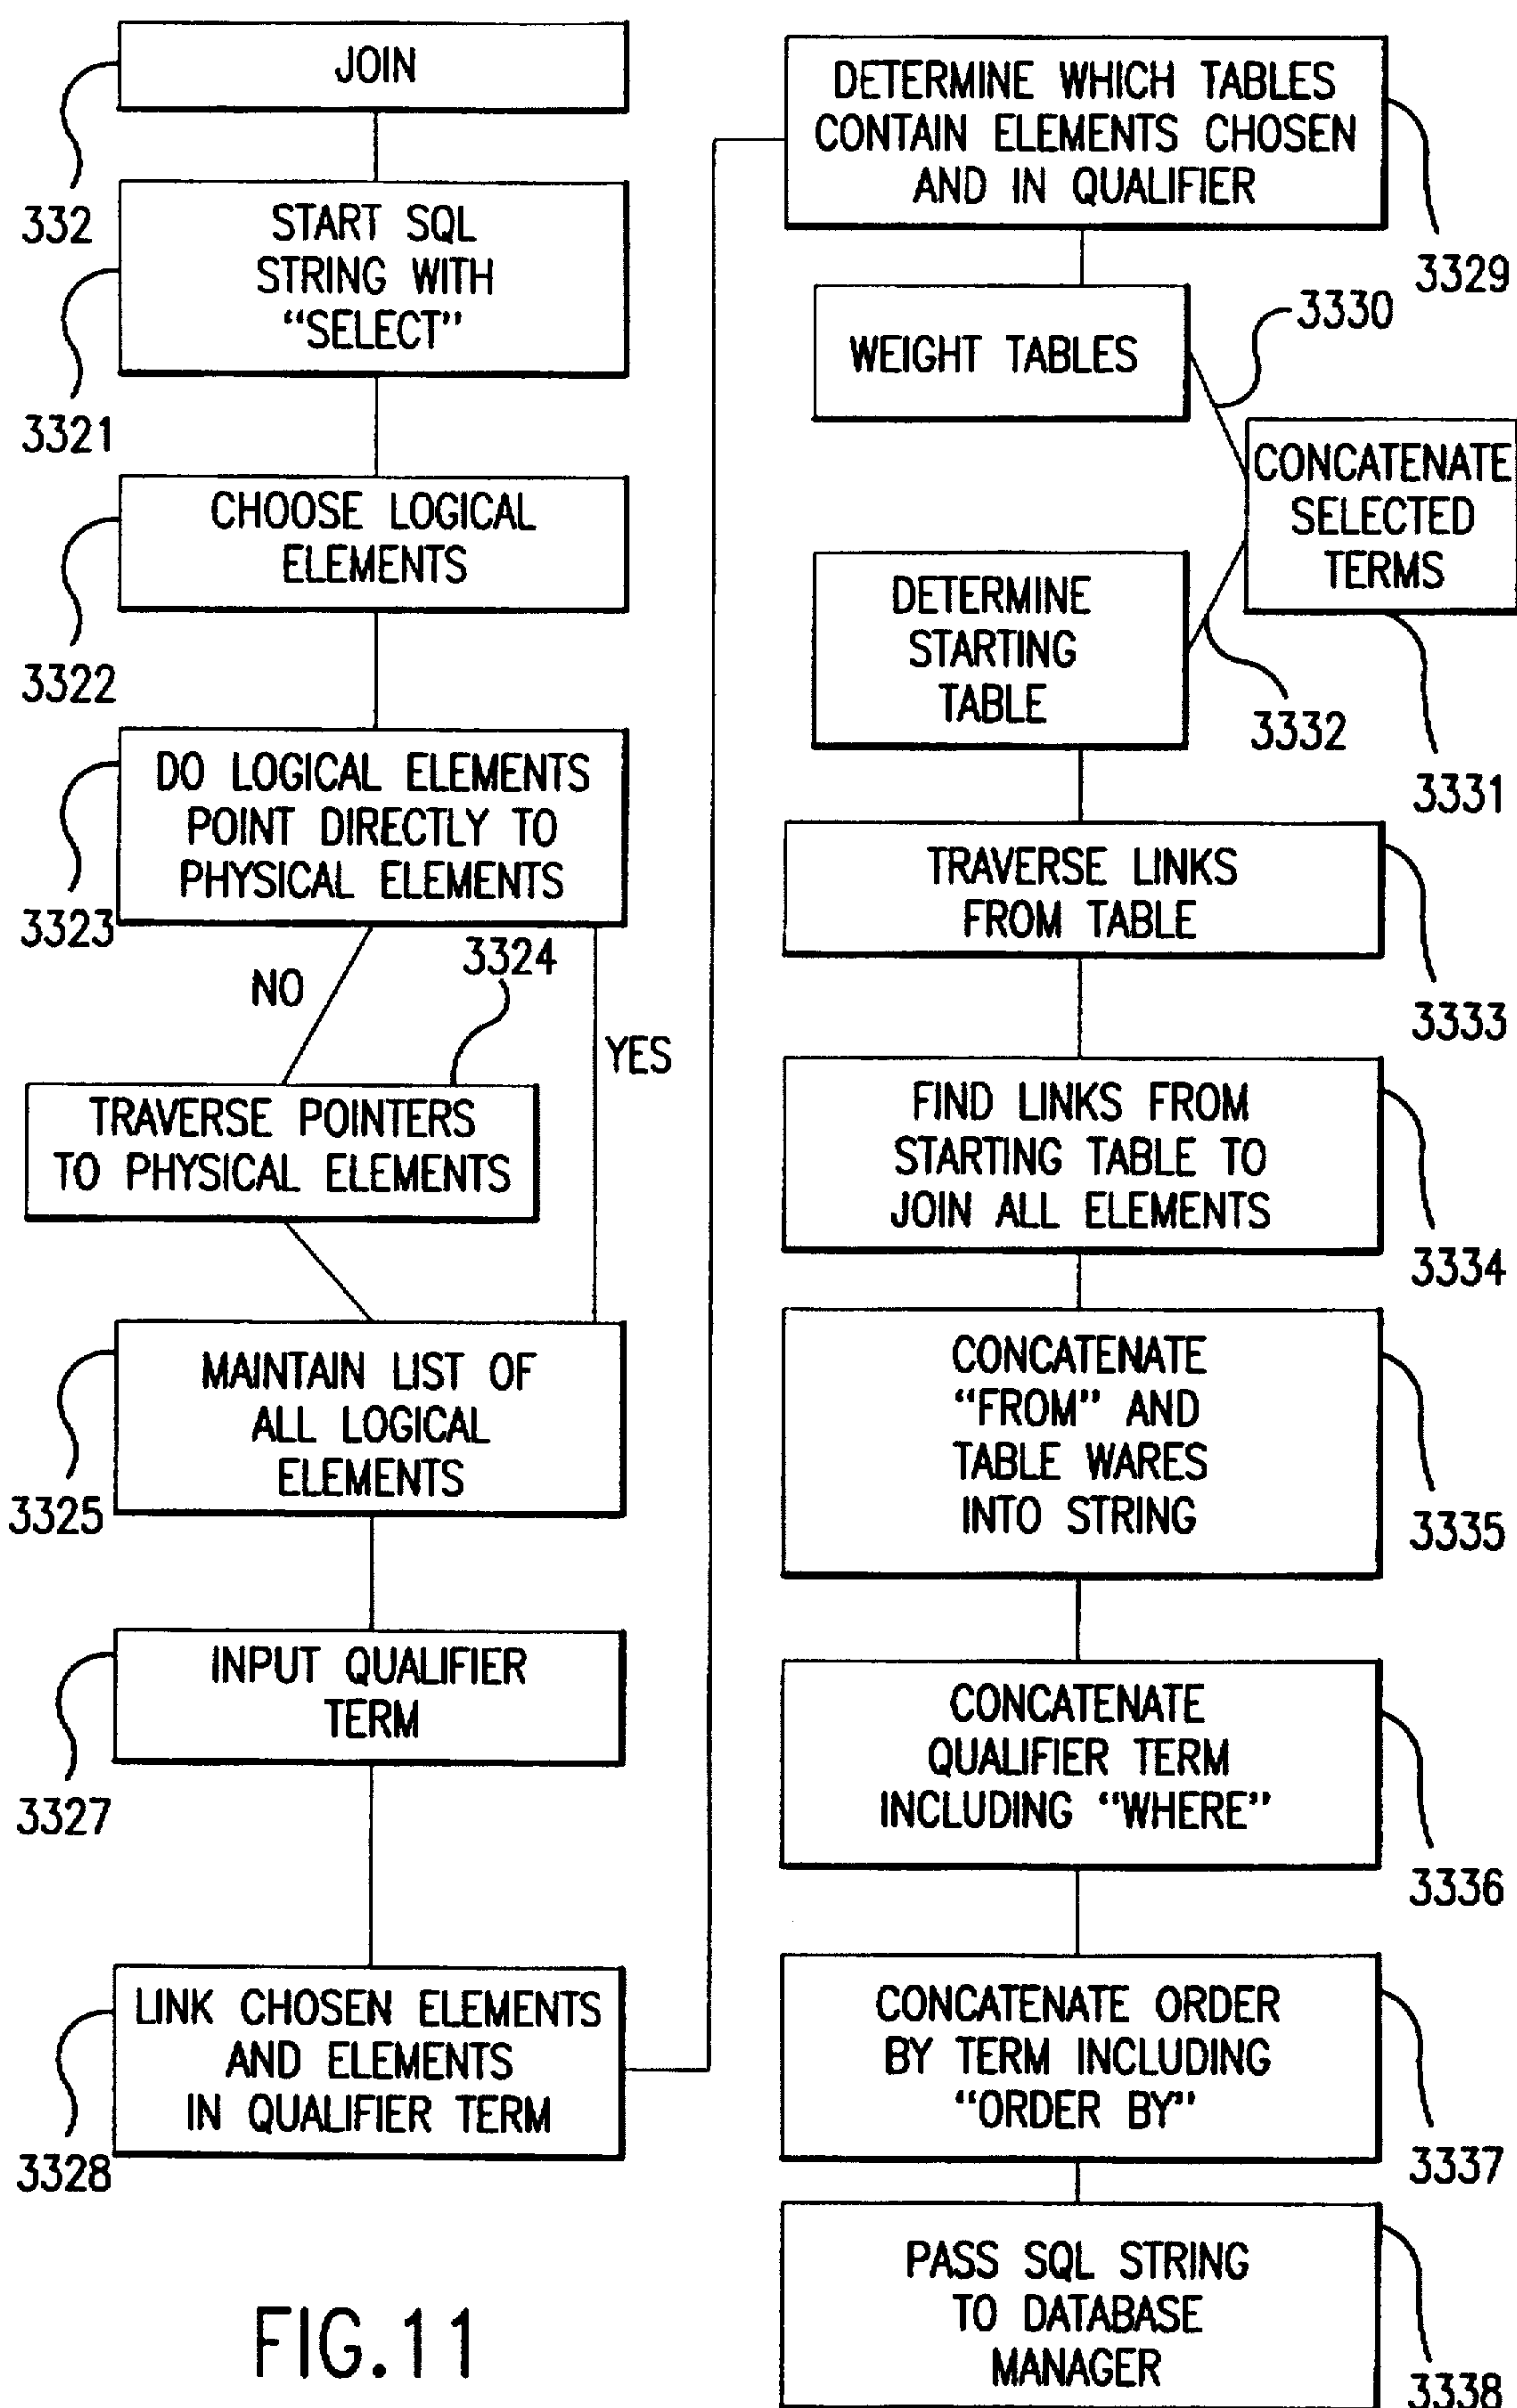 JOIN
332
START SQL
STRING WITH
“SELECT”
3321
CHOOSE LOGICAL
ELEMENTS
3322
DO LOGICAL ELEMENTS
POINT DIRECTLY TO
PHYSICAL ELEMENTS
3323
NO
3324
YES
TRAVERSE POINTERS
TO PHYSICAL ELEMENTS
MAINTAIN LIST OF
ALL LOGICAL
ELEMENTS
3325
INPUT QUALIFIER
TERM
3327
LINK CHOSEN ELEMENTS
AND ELEMENTS
IN QUALIFIER TERM
3328
DETERMINE WHICH TABLES
CONTAIN ELEMENTS CHOSEN
AND IN QUALIFIER
3329
WEIGHT TABLES
3330
CONCATENATE
SELECTED
TERMS
3331
DETERMINE
STARTING
TABLE
3332
TRAVERSE LINKS
FROM TABLE
3333
FIND LINKS FROM
STARTING TABLE TO
JOIN ALL ELEMENTS
3334
CONCATENATE
“FROM” AND
TABLE WARES
INTO STRING
3335
CONCATENATE
QUALIFIER TERM
INCLUDING “WHERE”
3336
CONCATENATE ORDER
BY TERM INCLUDING
“ORDER BY”
3337
PASS SQL STRING
TO DATABASE
MANAGER
3338
FIG.11